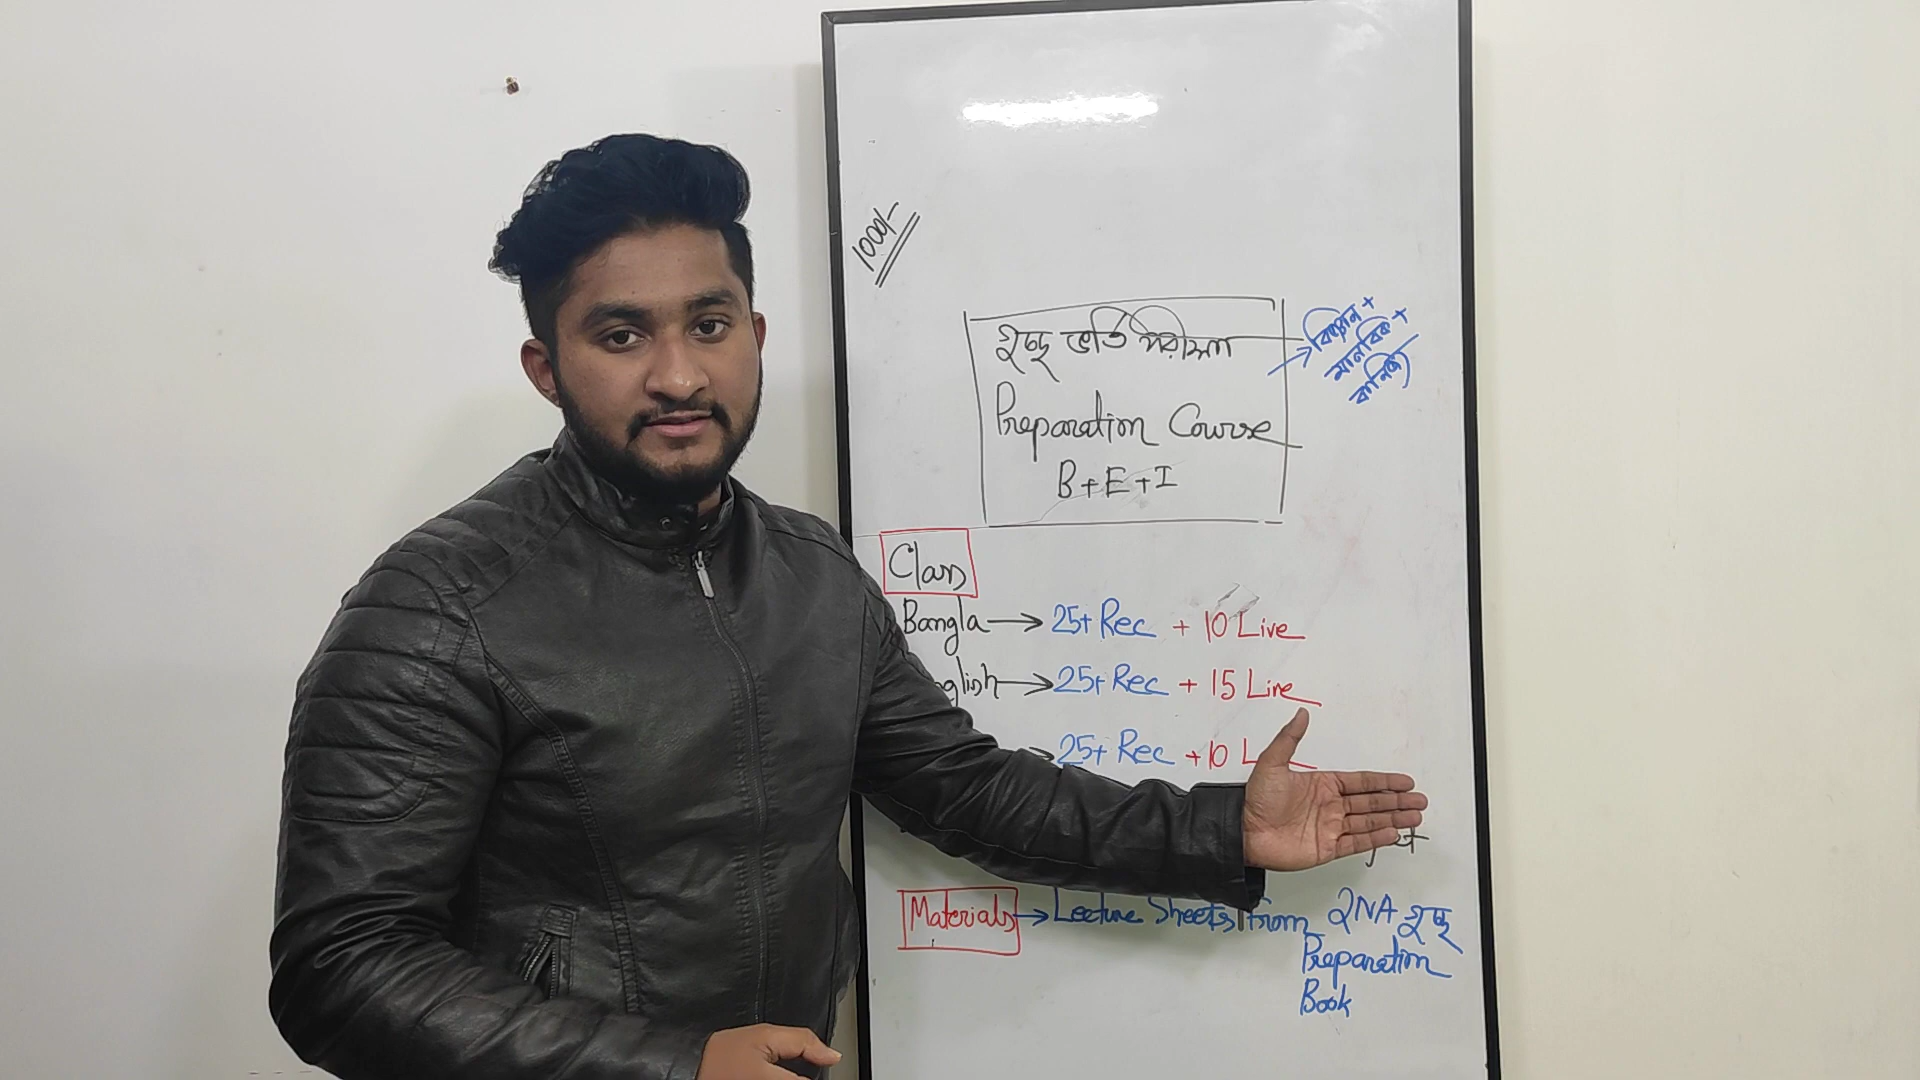 1000/-
গুচ্ছ ভর্তি পরীক্ষা
Preparation Course
B+E+I
বিজ্ঞান +
মানবিক +
বানিজ্য
Class
Bangla → 25+ Rec + 10 Live
→ 25+ Rec + 15 Live
→ 25+ Rec + 10
Materials → Lecture Sheets From QNA গুচ্ছ
Preparation
Book